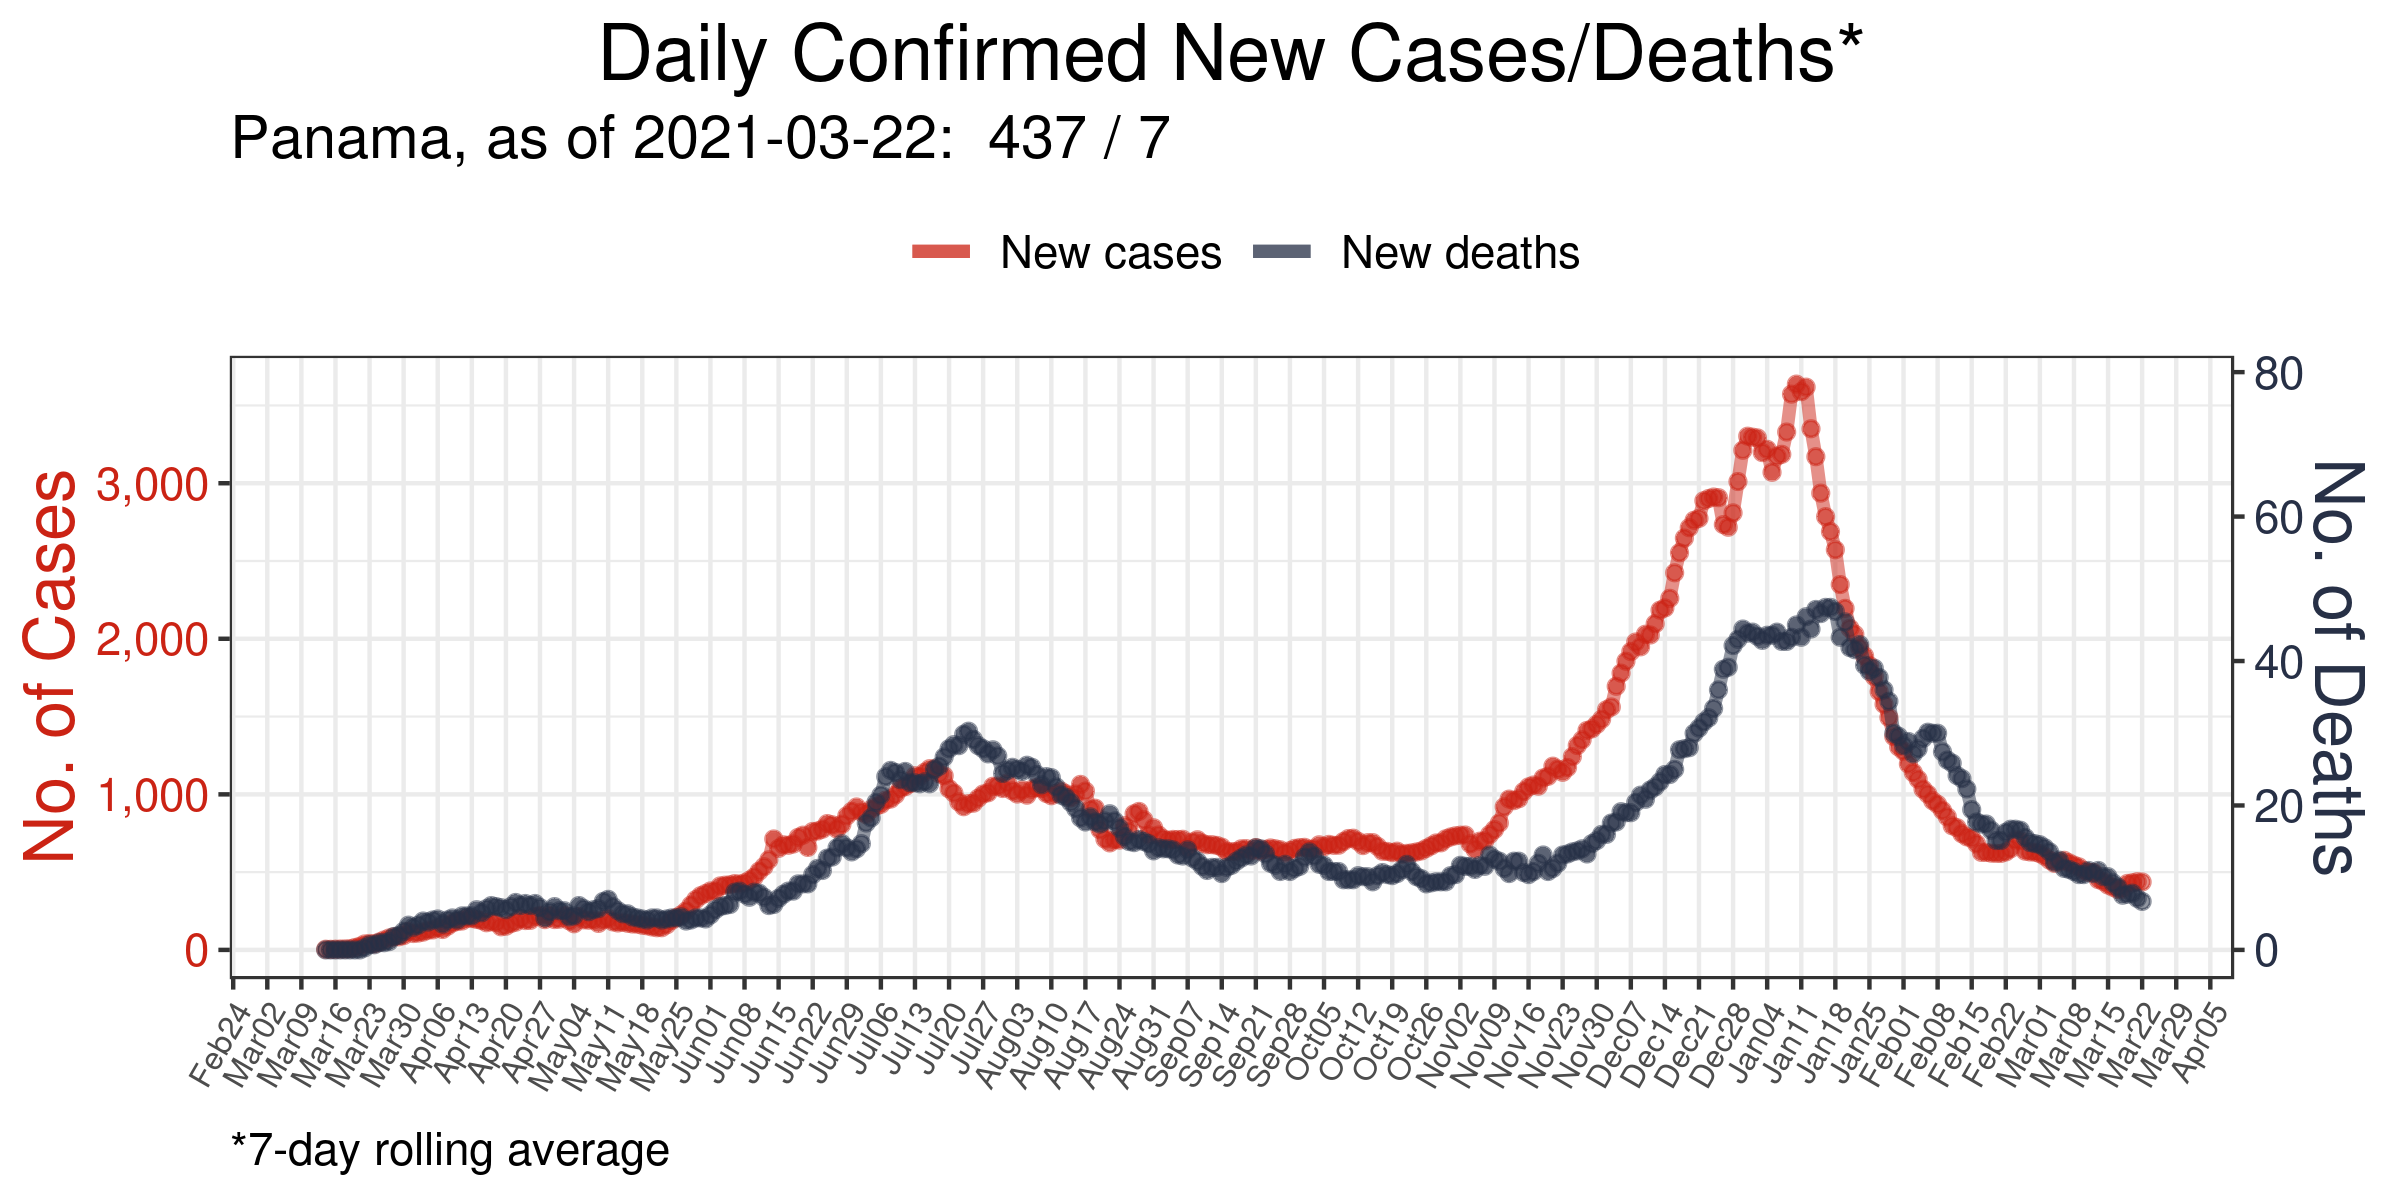 Daily Confirmed New Cases/Deaths*
Panama, as of 2021-03-22:  437 / 7
New cases
New deaths
No. of Cases
3,000
2,000
1,000
0
80
60
40
20
0
No. of Deaths
Feb24
Mar02
Mar09
Mar16
Mar23
Mar30
Apr06
Apr13
Apr20
Apr27
May04
May11
May18
May25
Jun01
Jun08
Jun15
Jun22
Jun29
Jul06
Jul13
Jul20
Jul27
Aug03
Aug10
Aug17
Aug24
Aug31
Sep07
Sep14
Sep21
Sep28
Oct05
Oct12
Oct19
Oct26
Nov02
Nov09
Nov16
Nov23
Nov30
Dec07
Dec14
Dec21
Dec28
Jan04
Jan11
Jan18
Jan25
Feb01
Feb08
Feb15
Feb22
Mar01
Mar08
Mar15
Mar22
Mar29
Apr05
*7-day rolling average